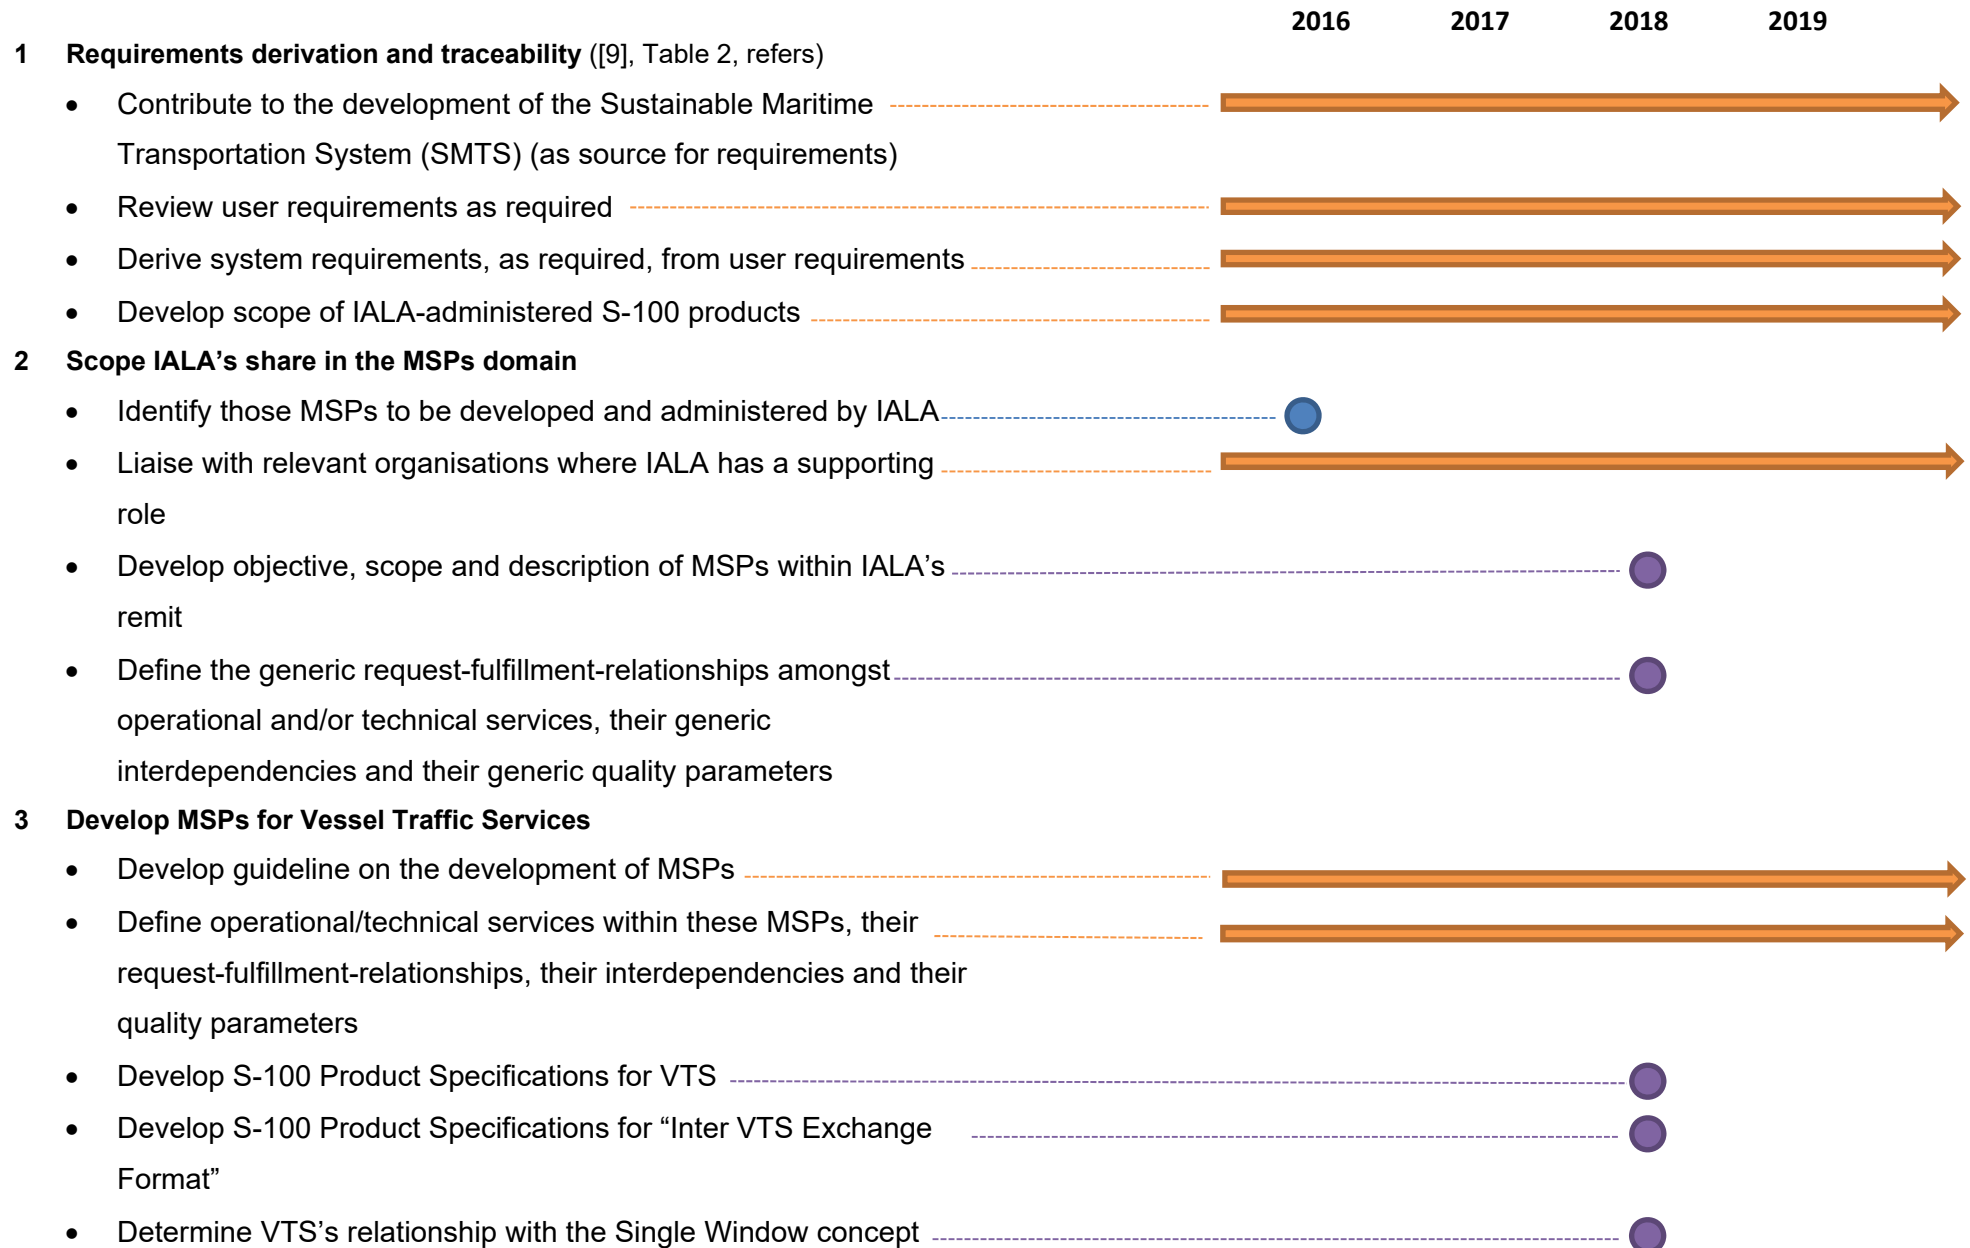 2016 2017 2018 2019
1 Requirements derivation and traceability ([9], Table 2, refers)
• Contribute to the development of the Sustainable Maritime
Transportation System (SMTS) (as source for requirements)
• Review user requirements as required
• Derive system requirements, as required, from user requirements
• Develop scope of IALA-administered S-100 products
2 Scope IALA’s share in the MSPs domain
• Identify those MSPs to be developed and administered by IALA
• Liaise with relevant organisations where IALA has a supporting
role
• Develop objective, scope and description of MSPs within IALA’s
remit
• Define the generic request-fulfillment-relationships amongst
operational and/or technical services, their generic
interdependencies and their generic quality parameters
3 Develop MSPs for Vessel Traffic Services
• Develop guideline on the development of MSPs
• Define operational/technical services within these MSPs, their
request-fulfillment-relationships, their interdependencies and their
quality parameters
• Develop S-100 Product Specifications for VTS
• Develop S-100 Product Specifications for “Inter VTS Exchange
Format”
• Determine VTS’s relationship with the Single Window concept